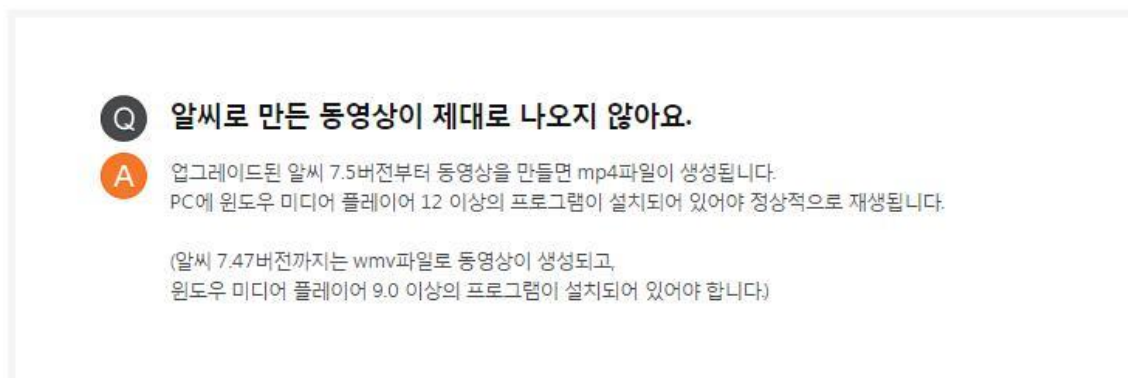 Q 알씨로 만든 동영상이 제대로 나오지 않아요.
A 업그레이드된 알씨 7.5버전부터 동영상을 만들면 mp4파일이 생성됩니다.
PC에 윈도우 미디어 플레이어 12 이상의 프로그램이 설치되어 있어야 정상적으로 재생됩니다.
(알씨 7.47버전까지는 wmv파일로 동영상이 생성되고,
윈도우 미디어 플레이어 9.0 이상의 프로그램이 설치되어 있어야 합니다.)